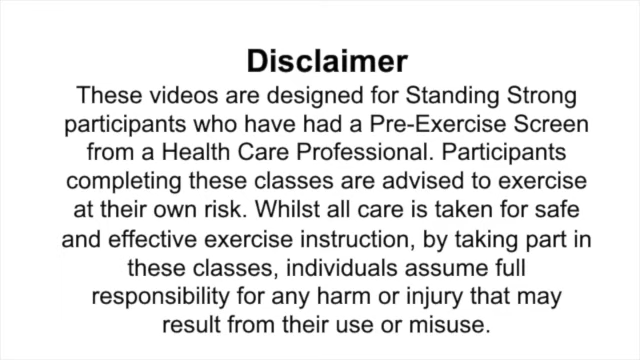 Disclaimer
These videos are designed for Standing Strong
participants who have had a Pre-Exercise Screen
from a Health Care Professional. Participants
completing these classes are advised to exercise
at their own risk. Whilst all care is taken for safe
and effective exercise instruction, by taking part in
these classes, individuals assume full
responsibility for any harm or injury that may
result from their use or misuse.